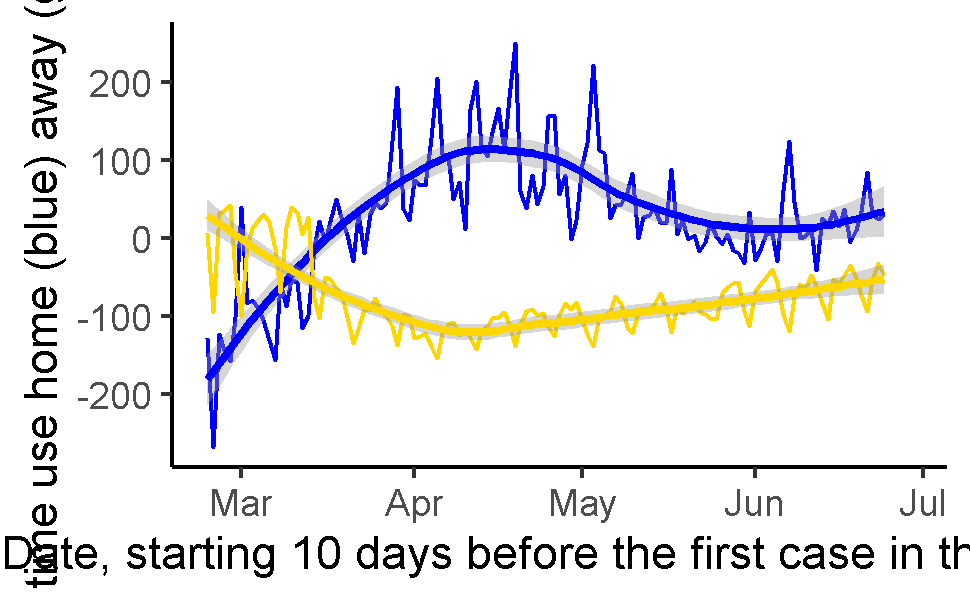 time use home (blue) away (
200
100
0
-100
-200
Mar Apr May Jun Jul
Date, starting 10 days before the first case in th